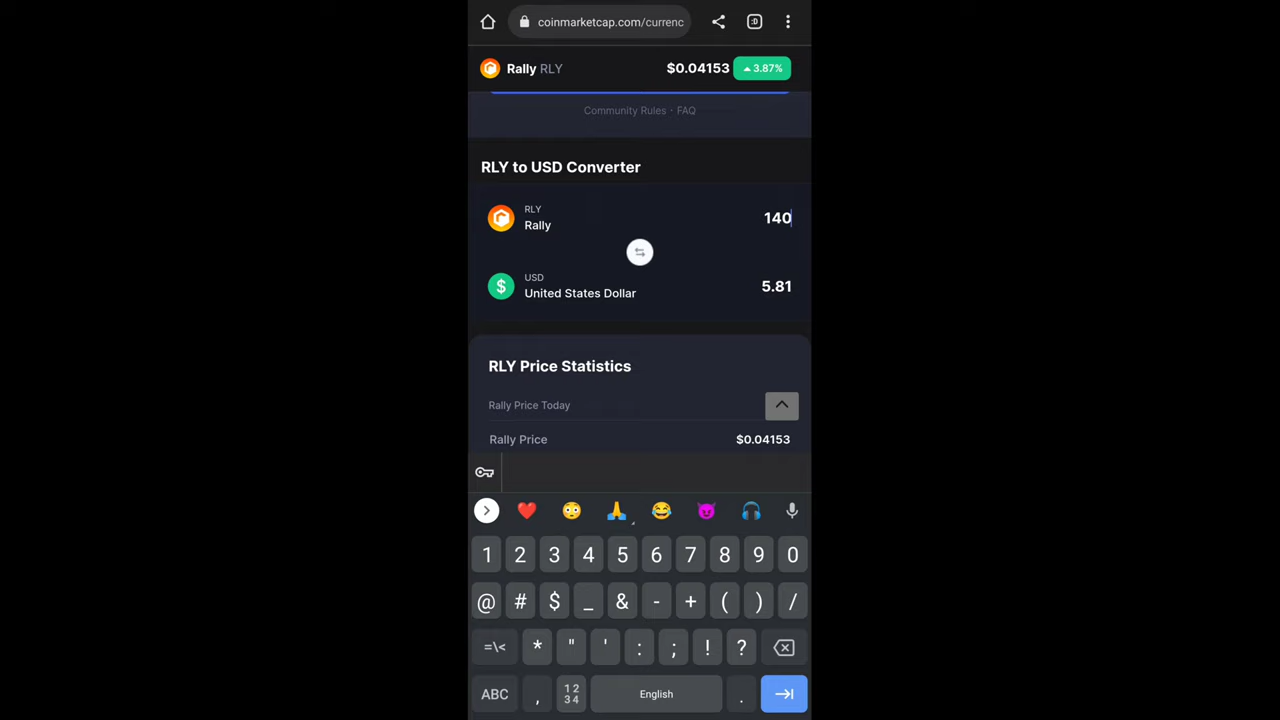 coinmarketcap.com/currenc
:D
Rally RLY
$0.04153
3.87%
Community Rules · FAQ
RLY to USD Converter
RLY
Rally
140
USD
United States Dollar
5.81
RLY Price Statistics
Rally Price Today
Rally Price
$0.04153
1 2 3 4 5 6 7 8 9 0
@ # $ _ & - + ( ) /
=\< * " ' : ; ! ?
ABC , 12 34 English .